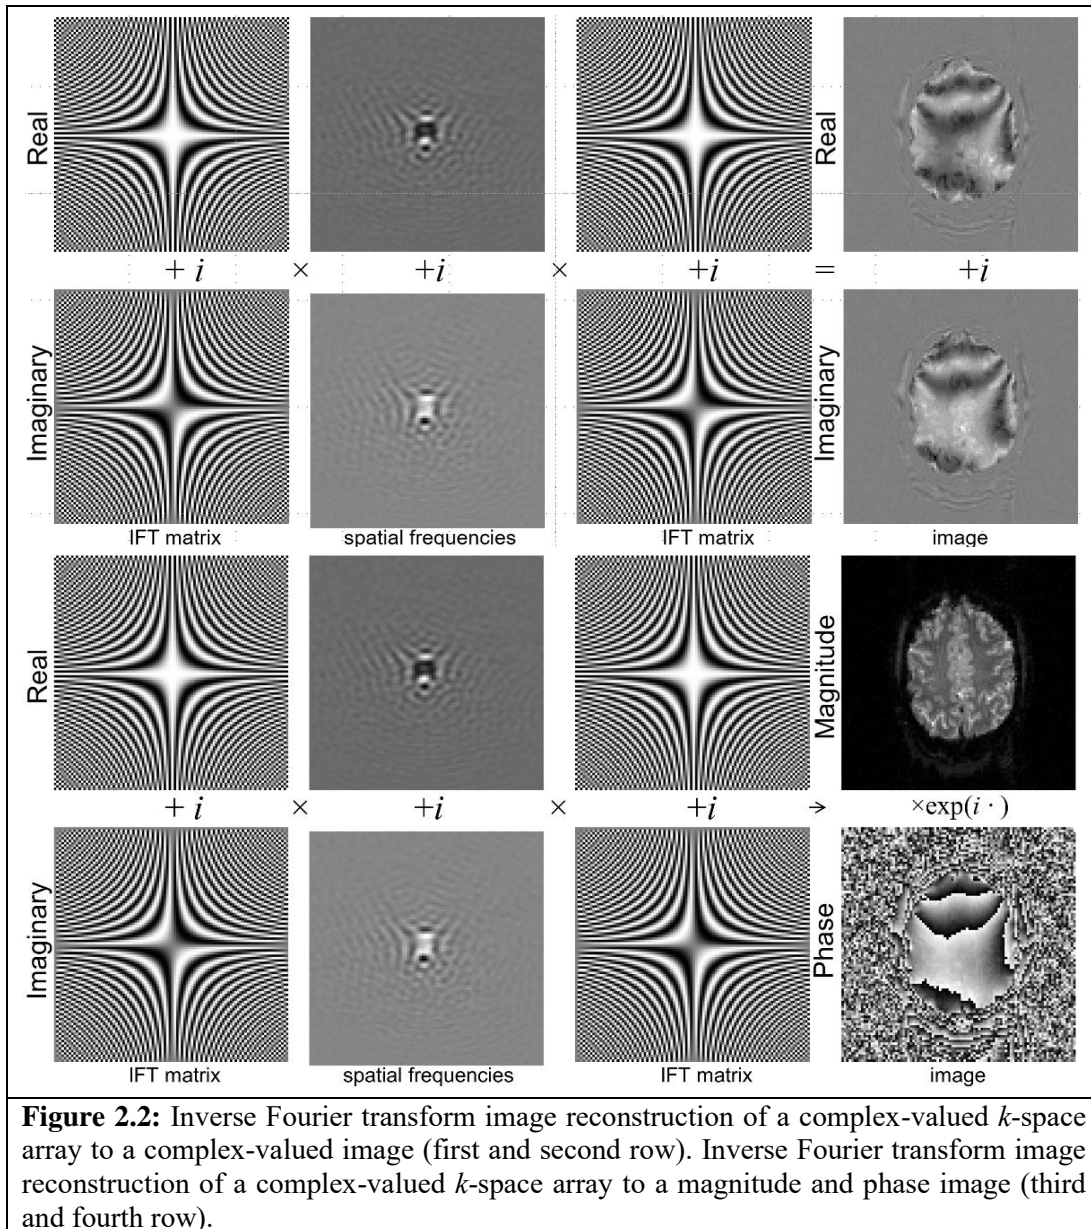 Real
Real
+ i × +i × +i = +i
Imaginary
Imaginary
IFT matrix spatial frequencies IFT matrix image
Real
Magnitude
+ i × +i × +i → ×exp(i · )
Imaginary
Phase
IFT matrix spatial frequencies IFT matrix image
Figure 2.2: Inverse Fourier transform image reconstruction of a complex-valued k-space
array to a complex-valued image (first and second row). Inverse Fourier transform image
reconstruction of a complex-valued k-space array to a magnitude and phase image (third
and fourth row).